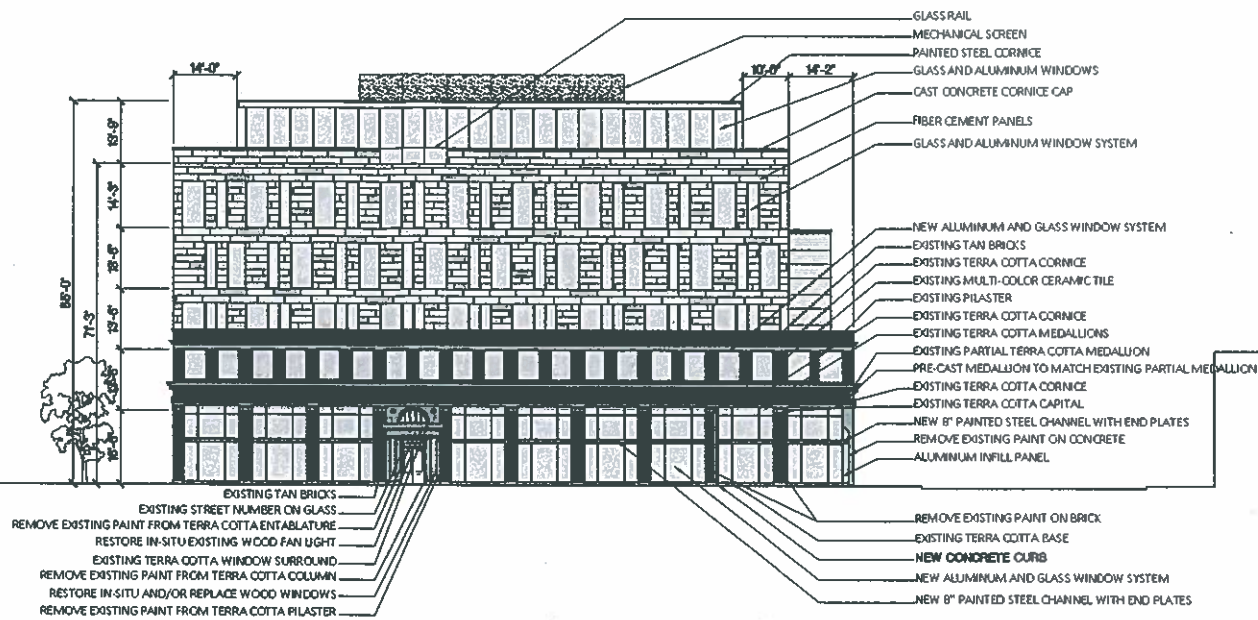 GLASS RAIL
MECHANICAL SCREEN
PAINTED STEEL CORNICE
GLASS AND ALUMINUM WINDOWS
CAST CONCRETE CORNICE CAP
FIBER CEMENT PANELS
GLASS AND ALUMINUM WINDOW SYSTEM
14'-0"
14'-2"
71'-3"
14'-3"
NEW ALUMINUM AND GLASS WINDOW SYSTEM
EXISTING TAN BRICKS
EXISTING TERRA COTTA CORNICE
EXISTING MULTI-COLOR CERAMIC TILE
EXISTING PILASTER
EXISTING TERRA COTTA CORNICE
EXISTING TERRA COTTA MEDALLIONS
EXISTING PARTIAL TERRA COTTA MEDALLION
PRE-CAST MEDALLION TO MATCH EXISTING PARTIAL MEDALLION
EXISTING TERRA COTTA CORNICE
EXISTING TERRA COTTA CAPITAL
NEW 8" PAINTED STEEL CHANNEL WITH END PLATES
REMOVE EXISTING PAINT ON CONCRETE
ALUMINUM INFILL PANEL
EXISTING TAN BRICKS
EXISTING STREET NUMBER ON GLASS
REMOVE EXISTING PAINT FROM TERRA COTTA ENTABLATURE
RESTORE IN-SITU EXISTING WOOD FAN LIGHT
EXISTING TERRA COTTA WINDOW SURROUND
REMOVE EXISTING PAINT FROM TERRA COTTA COLUMN
RESTORE IN-SITU AND/OR REPLACE WOOD WINDOWS
REMOVE EXISTING PAINT FROM TERRA COTTA PILASTER
REMOVE EXISTING PAINT ON BRICK
EXISTING TERRA COTTA BASE
NEW CONCRETE CURB
NEW ALUMINUM AND GLASS WINDOW SYSTEM
NEW 8" PAINTED STEEL CHANNEL WITH END PLATES